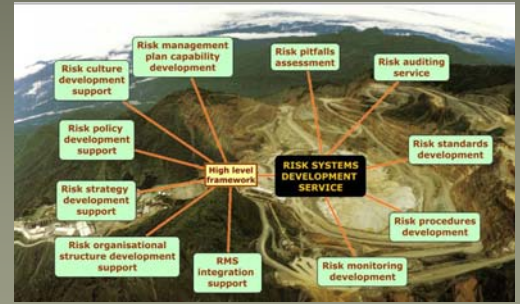 Risk management
plan capability
development
Risk pitfalls
assessment
Risk auditing
service
Risk culture
development
support
Risk policy
development
support
Risk standards
development
High level
framework
RISK SYSTEMS
DEVELOPMENT
SERVICE
Risk strategy
development
support
Risk procedures
development
Risk organisational
structure development
support
RMS
integration
support
Risk monitoring
development